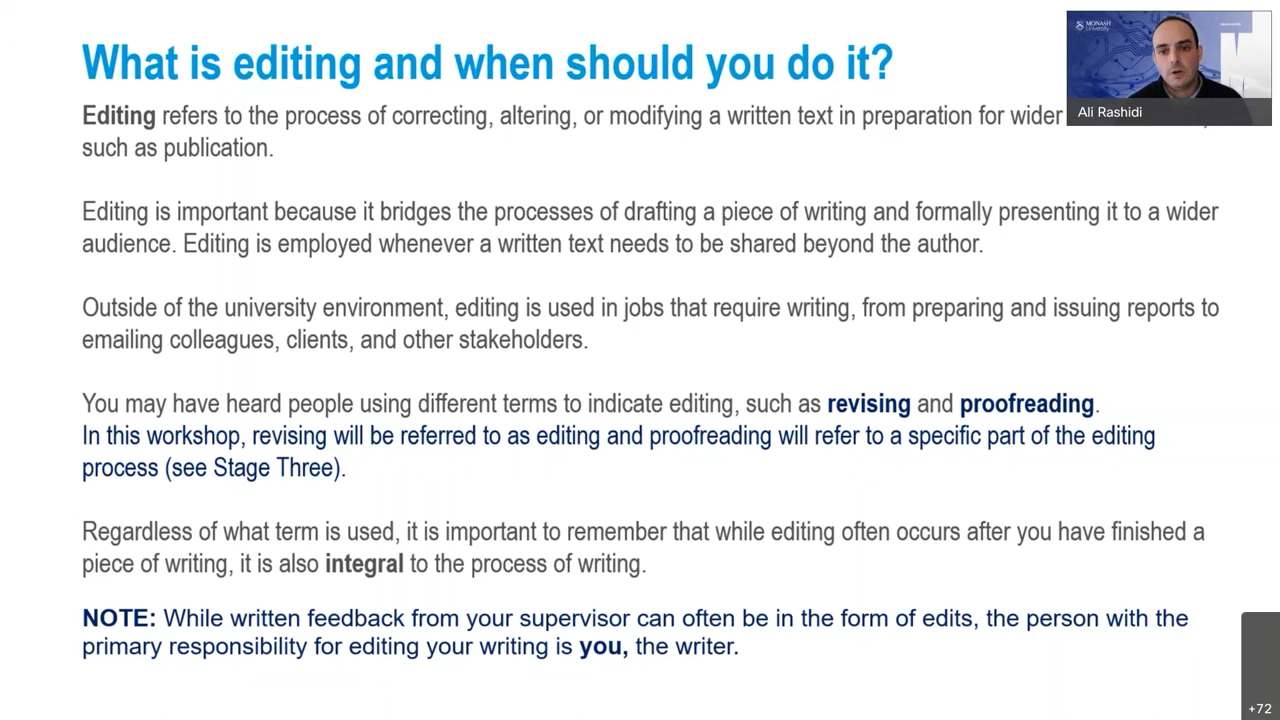 What is editing and when should you do it?
Editing refers to the process of correcting, altering, or modifying a written text in preparation for wider
such as publication.
Editing is important because it bridges the processes of drafting a piece of writing and formally presenting it to a wider
audience. Editing is employed whenever a written text needs to be shared beyond the author.
Outside of the university environment, editing is used in jobs that require writing, from preparing and issuing reports to
emailing colleagues, clients, and other stakeholders.
You may have heard people using different terms to indicate editing, such as revising and proofreading.
In this workshop, revising will be referred to as editing and proofreading will refer to a specific part of the editing
process (see Stage Three).
Regardless of what term is used, it is important to remember that while editing often occurs after you have finished a
piece of writing, it is also integral to the process of writing.
NOTE: While written feedback from your supervisor can often be in the form of edits, the person with the
primary responsibility for editing your writing is you, the writer.
MONASH
University
Ali Rashidi
+72